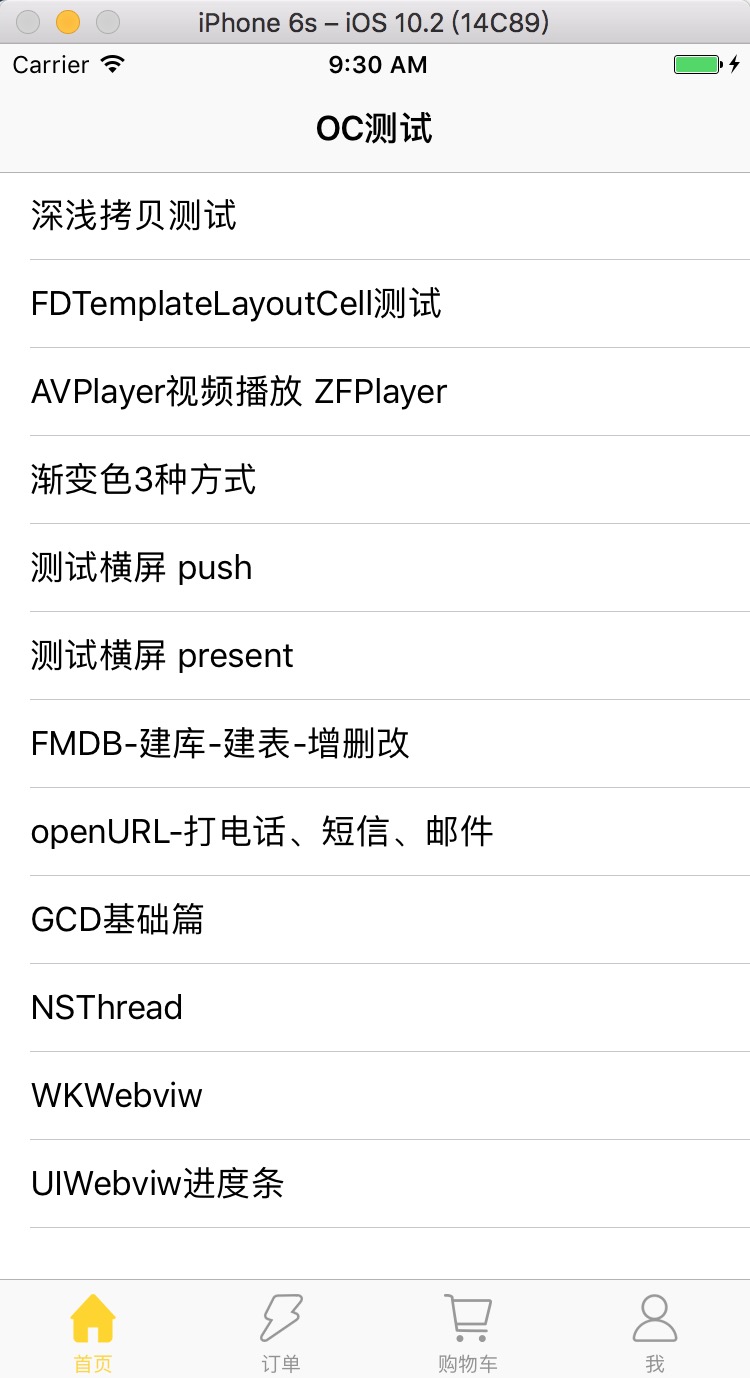 iPhone 6s – iOS 10.2 (14C89)
Carrier 9:30 AM
OC测试
深浅拷贝测试
FDTemplateLayoutCell测试
AVPlayer视频播放 ZFPlayer
渐变色3种方式
测试横屏 push
测试横屏 present
FMDB-建库-建表-增删改
openURL-打电话、短信、邮件
GCD基础篇
NSThread
WKWebviw
UIWebviw进度条
首页 订单 购物车 我